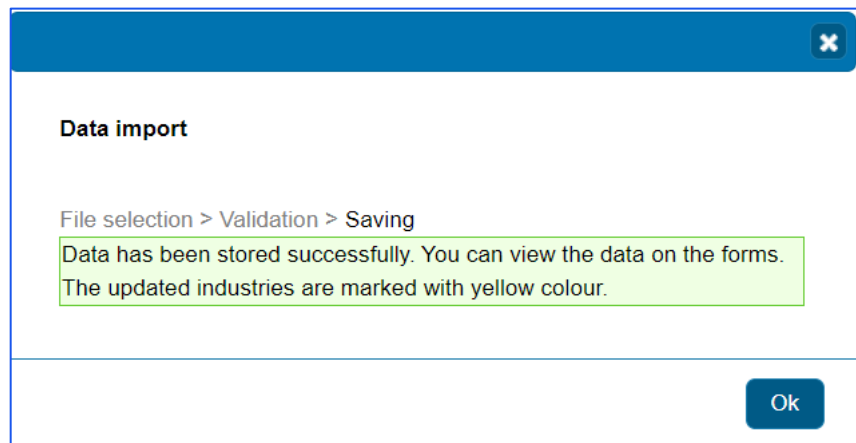 Data import
File selection > Validation > Saving
Data has been stored successfully. You can view the data on the forms.
The updated industries are marked with yellow colour.
Ok